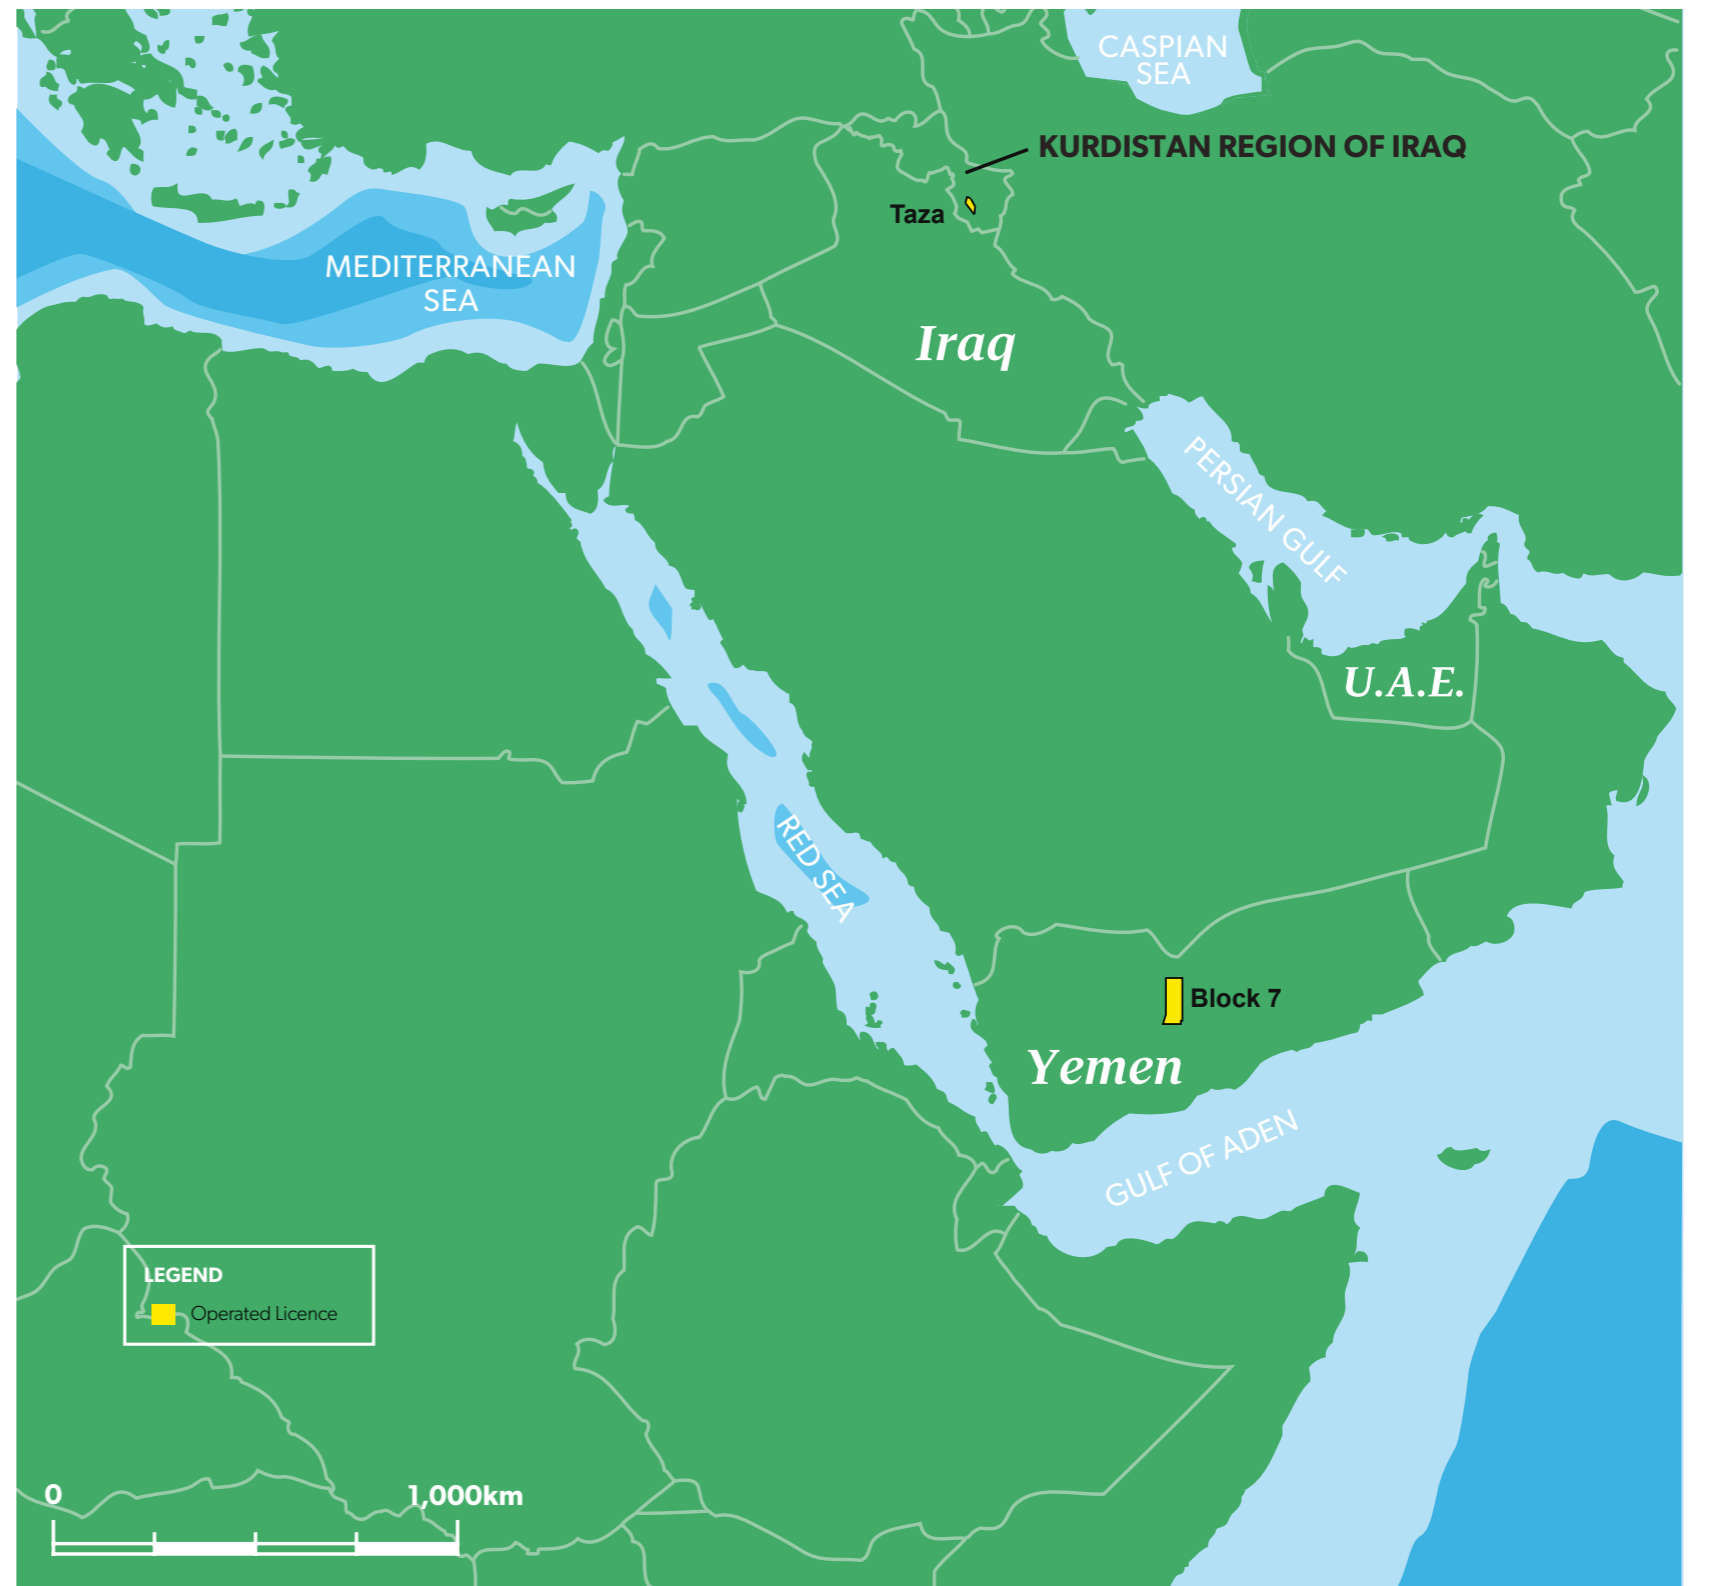 CASPIAN
SEA
KURDISTAN REGION OF IRAQ
Taza
MEDITERRANEAN
SEA
Iraq
PERSIAN GULF
U.A.E.
RED SEA
Block 7
Yemen
GULF OF ADEN
LEGEND
Operated Licence
0 1,000km